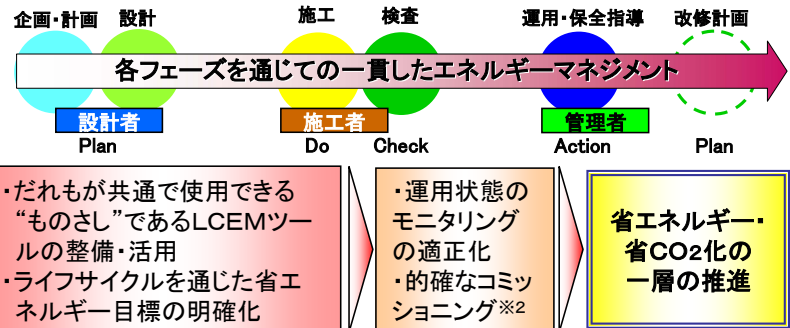 企画・計画 設計 施工 検査 運用・保全指導 改修計画
各フェーズを通じての一貫したエネルギーマネジメント
設計者 施工者 管理者
Plan Do Check Action Plan
・だれもが共通で使用できる
“ものさし”であるLCEMツー
ルの整備・活用
・ライフサイクルを通じた省エ
ネルギー目標の明確化
・運用状態の
モニタリング
の適正化
・的確なコミッ
ショニング※2
省エネルギー・
省CO2化の
一層の推進